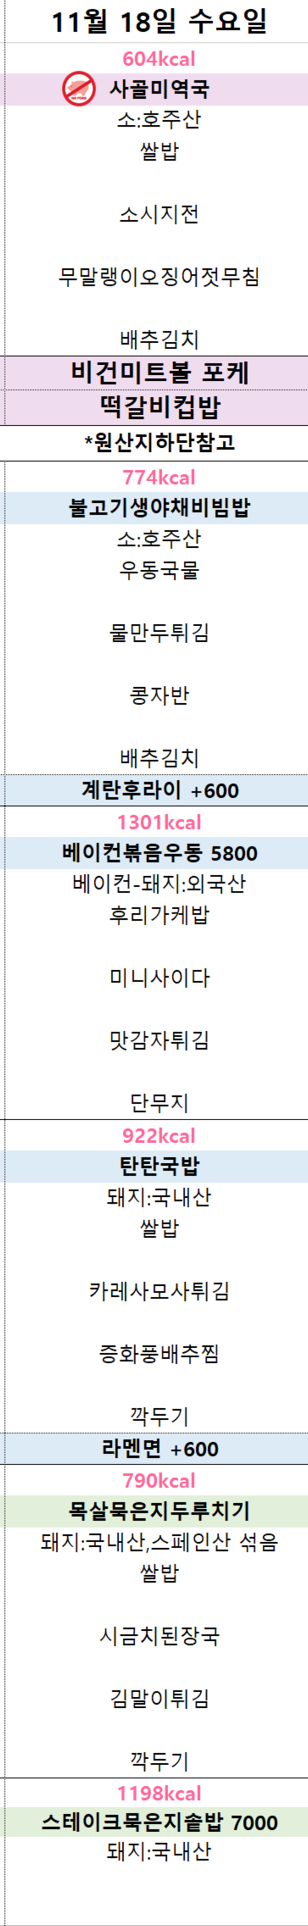 11월 18일 수요일
604kcal
사골미역국
소:호주산
쌀밥
소시지전
무말랭이오징어젓무침
배추김치
비건미트볼 포케
떡갈비컵밥
*원산지하단참고
774kcal
불고기생야채비빔밥
소:호주산
우동국물
물만두튀김
콩자반
배추김치
계란후라이 +600
1301kcal
베이컨볶음우동 5800
베이컨-돼지:외국산
후리가케밥
미니사이다
맛감자튀김
단무지
922kcal
탄탄국밥
돼지:국내산
쌀밥
카레사모사튀김
중화풍배추찜
깍두기
라멘면 +600
790kcal
목살묵은지두루치기
돼지:국내산,스페인산 섞음
쌀밥
시금치된장국
김말이튀김
깍두기
1198kcal
스테이크묵은지솥밥 7000
돼지:국내산